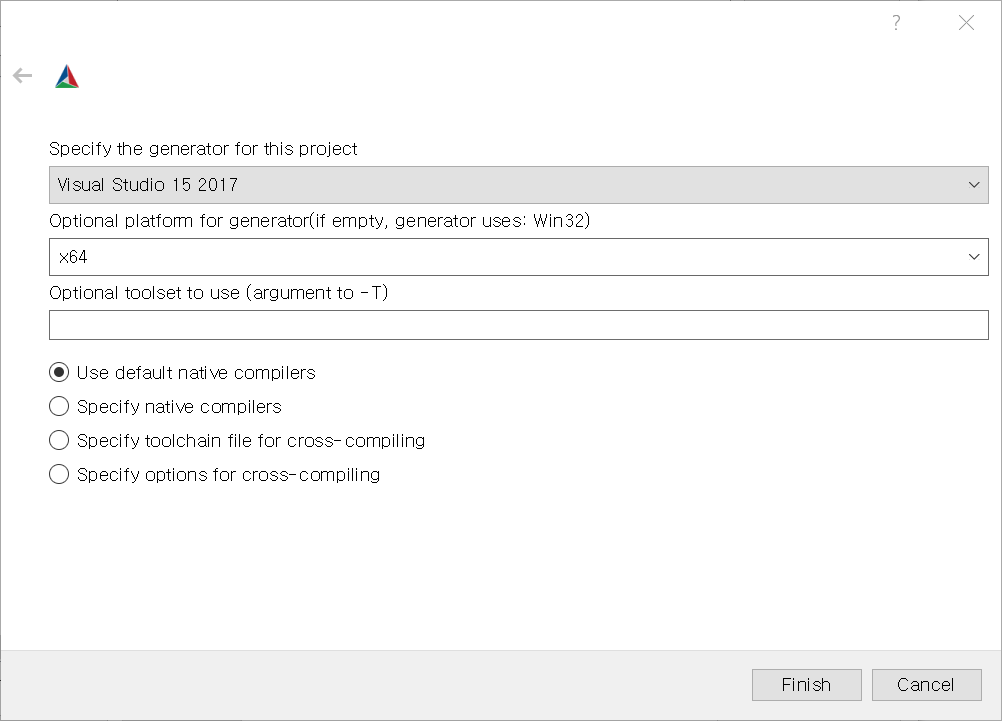 ?
Specify the generator for this project
Visual Studio 15 2017
Optional platform for generator(if empty, generator uses: Win32)
x64
Optional toolset to use (argument to -T)
Use default native compilers
Specify native compilers
Specify toolchain file for cross-compiling
Specify options for cross-compiling
Finish
Cancel